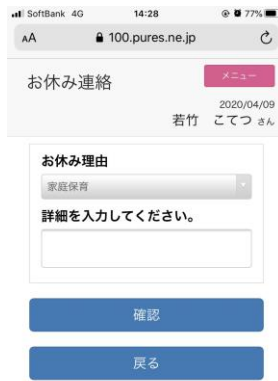 SoftBank 4G 14:28 77%
AA 100.pures.ne.jp
お休み連絡
メニュー
2020/04/09
若竹 こてつ さん
お休み理由
家庭保育
詳細を入力してください。
確認
戻る